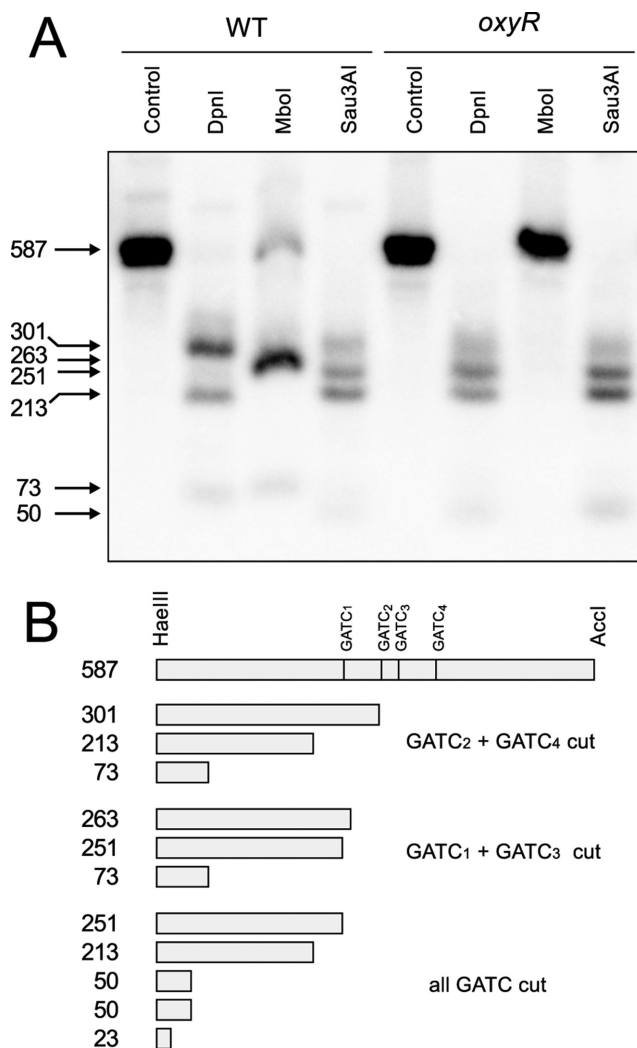 A
WT
oxyR
Control
DpnI
MboI
Sau3AI
Control
DpnI
MboI
Sau3AI
587
301
263
251
213
73
50
B
HaeIII
GATC1
GATC2
GATC3
GATC4
AccI
587
301
213
GATC2 + GATC4 cut
73
263
251
GATC1 + GATC3 cut
73
251
213
50
all GATC cut
50
23